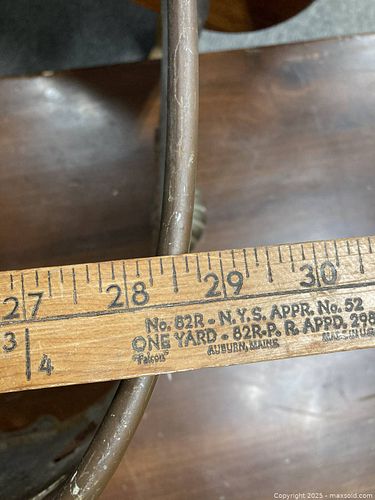 27 28 29 30
3/4
No. 82R - N.Y.S. APPR. No. 52
ONE YARD - 82R.P.R. APPD. 298
"Falcon" AUBURN, MAINE
Copyright 2025 - maxsold.com